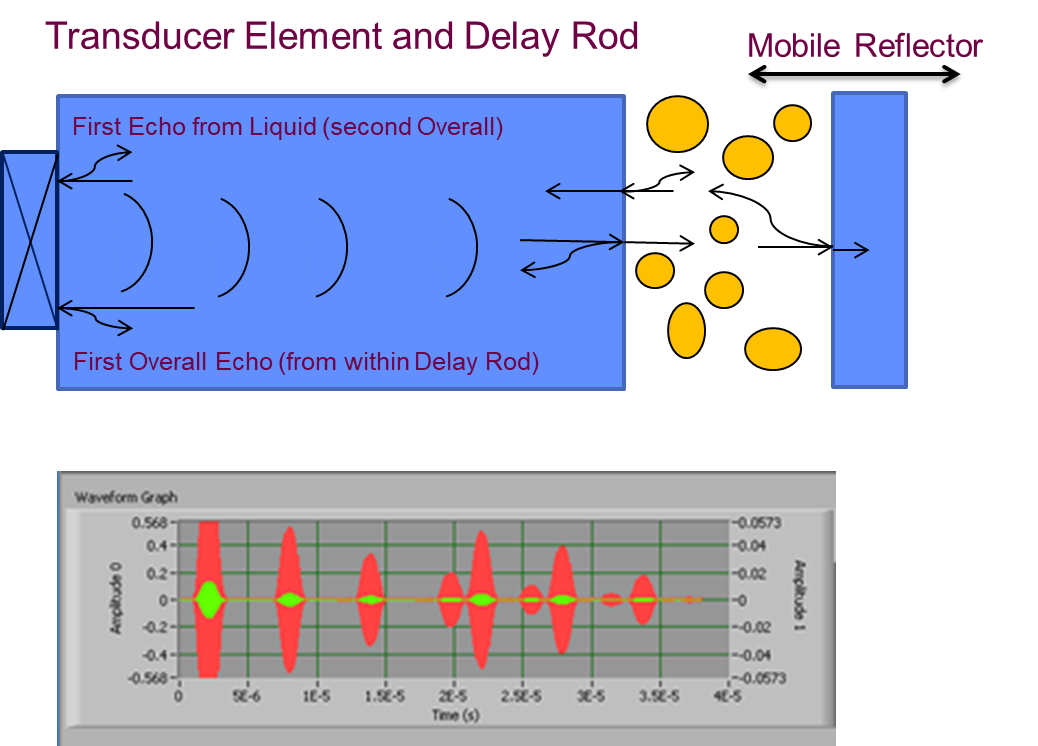 Transducer Element and Delay Rod
Mobile Reflector
First Echo from Liquid (second Overall)
First Overall Echo (from within Delay Rod)
Waveform Graph
0.568
0.4
0.2
0
-0.2
-0.4
-0.568
Amplitude 0
-0.0573
-0.04
-0.02
-0
-0.02
-0.04
-0.0573
Amplitude 1
0
5E-6
1E-5
1.5E-5
2E-5
2.5E-5
3E-5
3.5E-5
4E-5
Time (s)